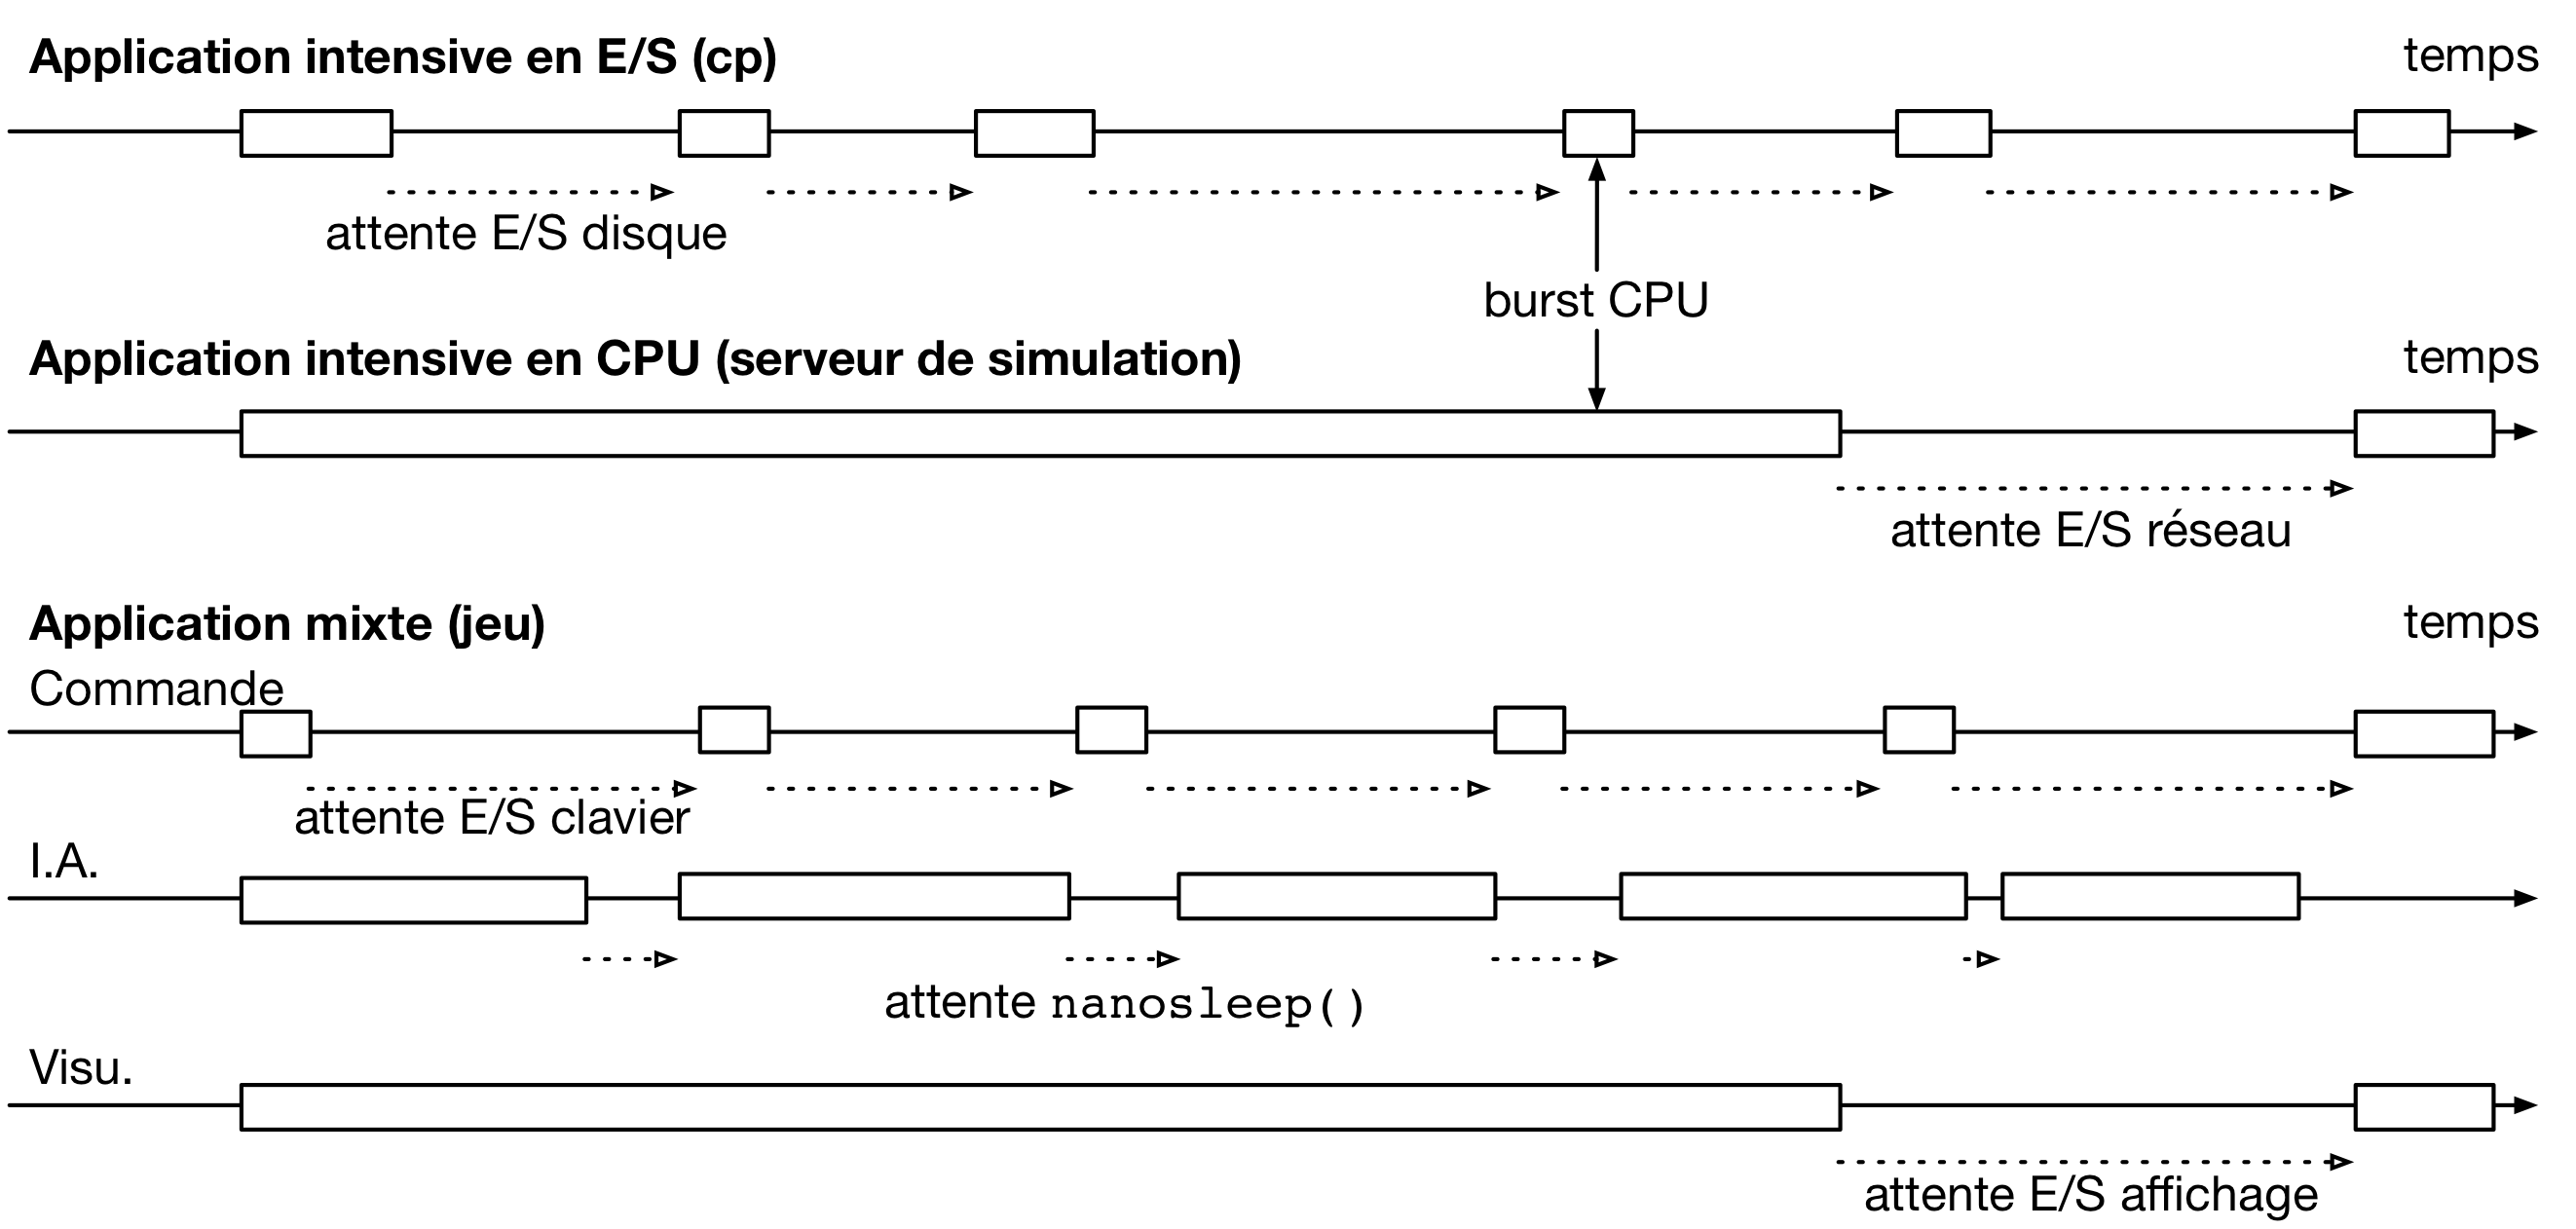 Application intensive en E/S (cp)
temps
attente E/S disque
burst CPU
Application intensive en CPU (serveur de simulation)
temps
attente E/S réseau
Application mixte (jeu)
temps
Commande
attente E/S clavier
I.A.
attente nanosleep()
Visu.
attente E/S affichage